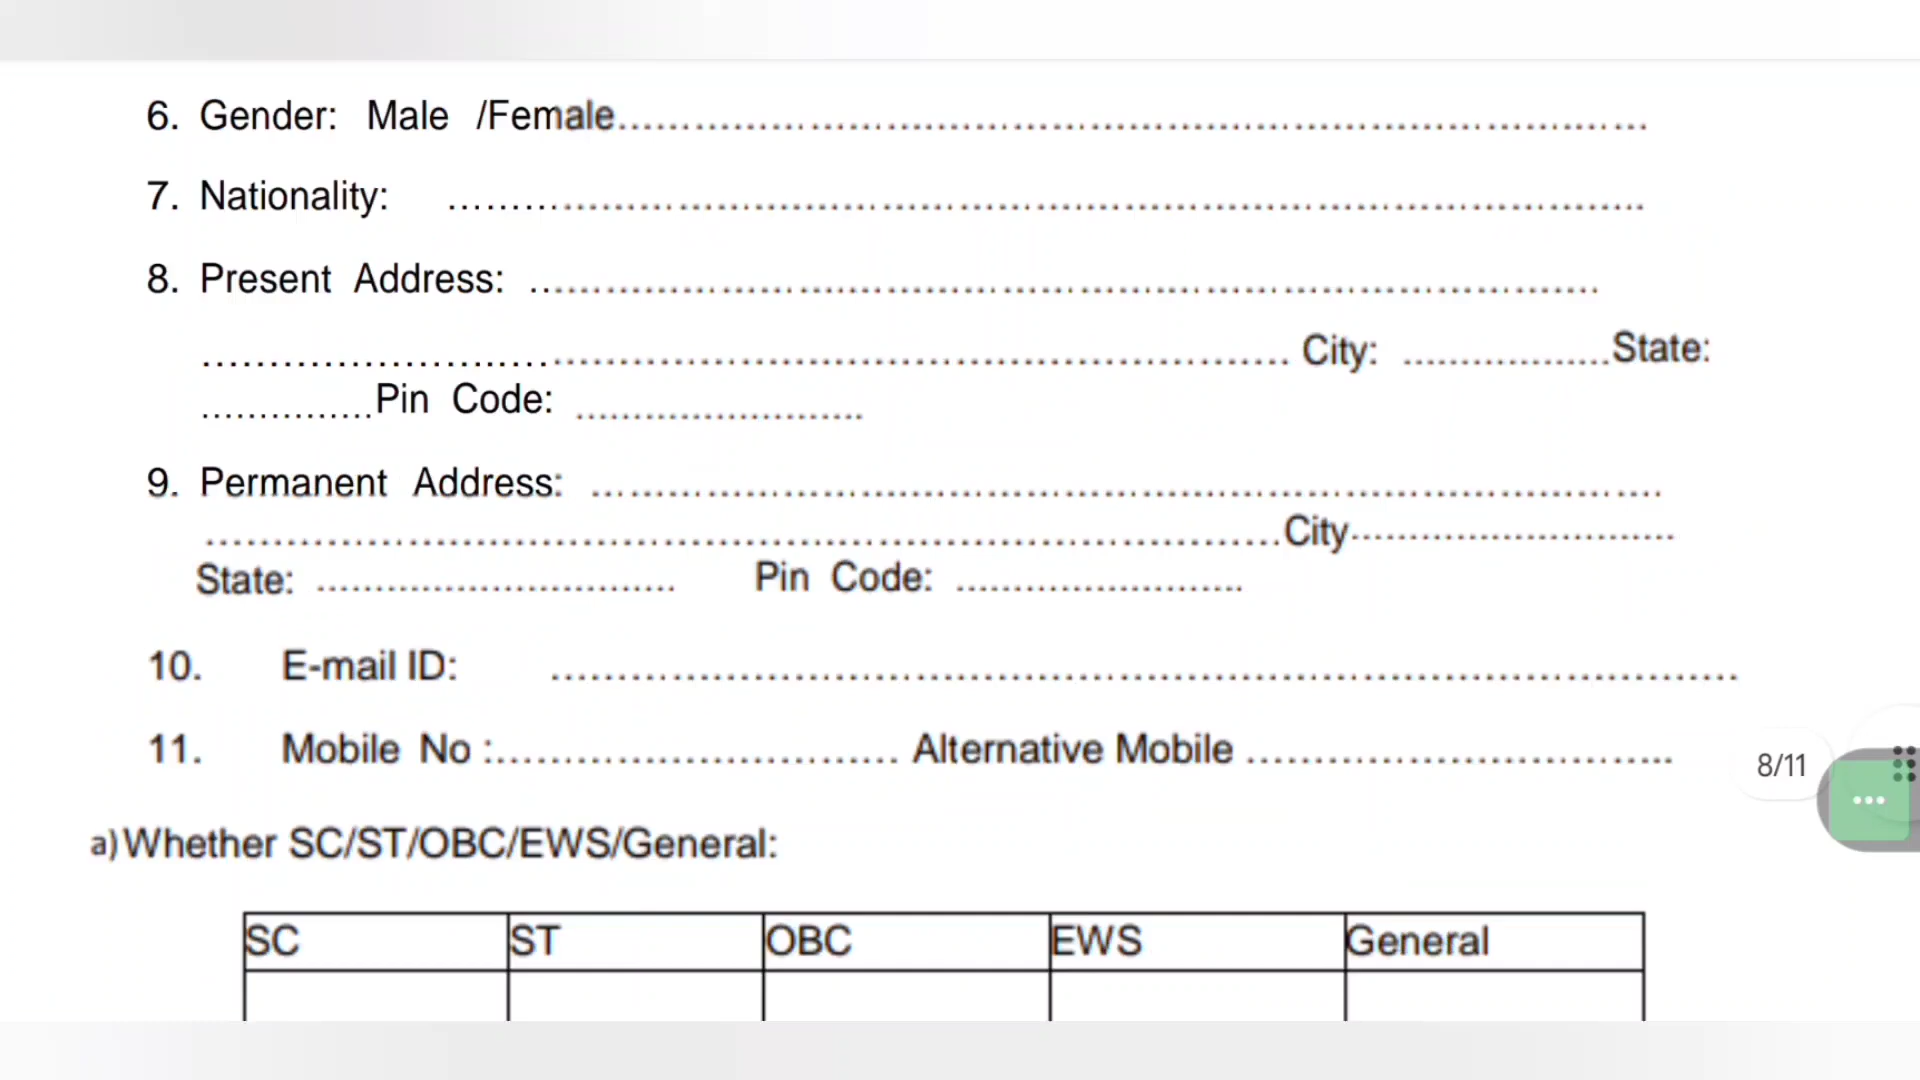 6. Gender: Male /Female...............................................................................
7. Nationality: ...............................................................................
8. Present Address: ...............................................................................
............................................................................... City: ..................State:
...............Pin Code: .........................
9. Permanent Address: ...............................................................................
...............................................................................City............................
State: ............................... Pin Code: .........................
10. E-mail ID: ...............................................................................
11. Mobile No :.............................. Alternative Mobile ................................
8/11
a)Whether SC/ST/OBC/EWS/General:
SC ST OBC EWS General